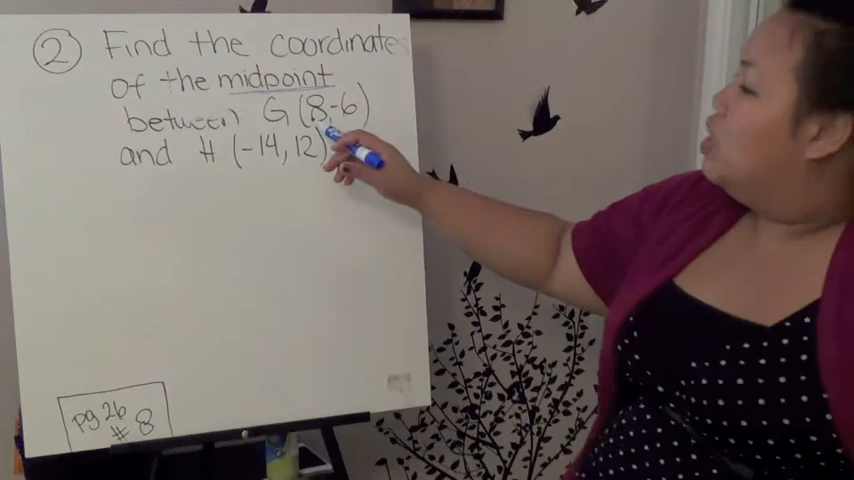 ② Find the Coordinates
of the midpoint
between G (8,-6)
and H (-14, 12)
pg 26
# 8